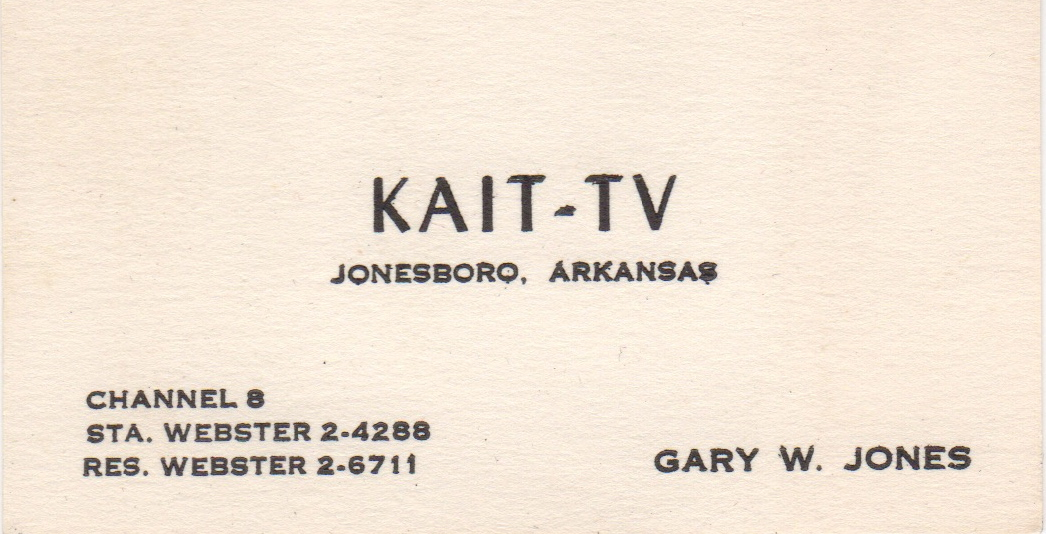 KAIT-TV
JONESBORO, ARKANSAS
CHANNEL 8
STA. WEBSTER 2-4288
RES. WEBSTER 2-6711
GARY W. JONES